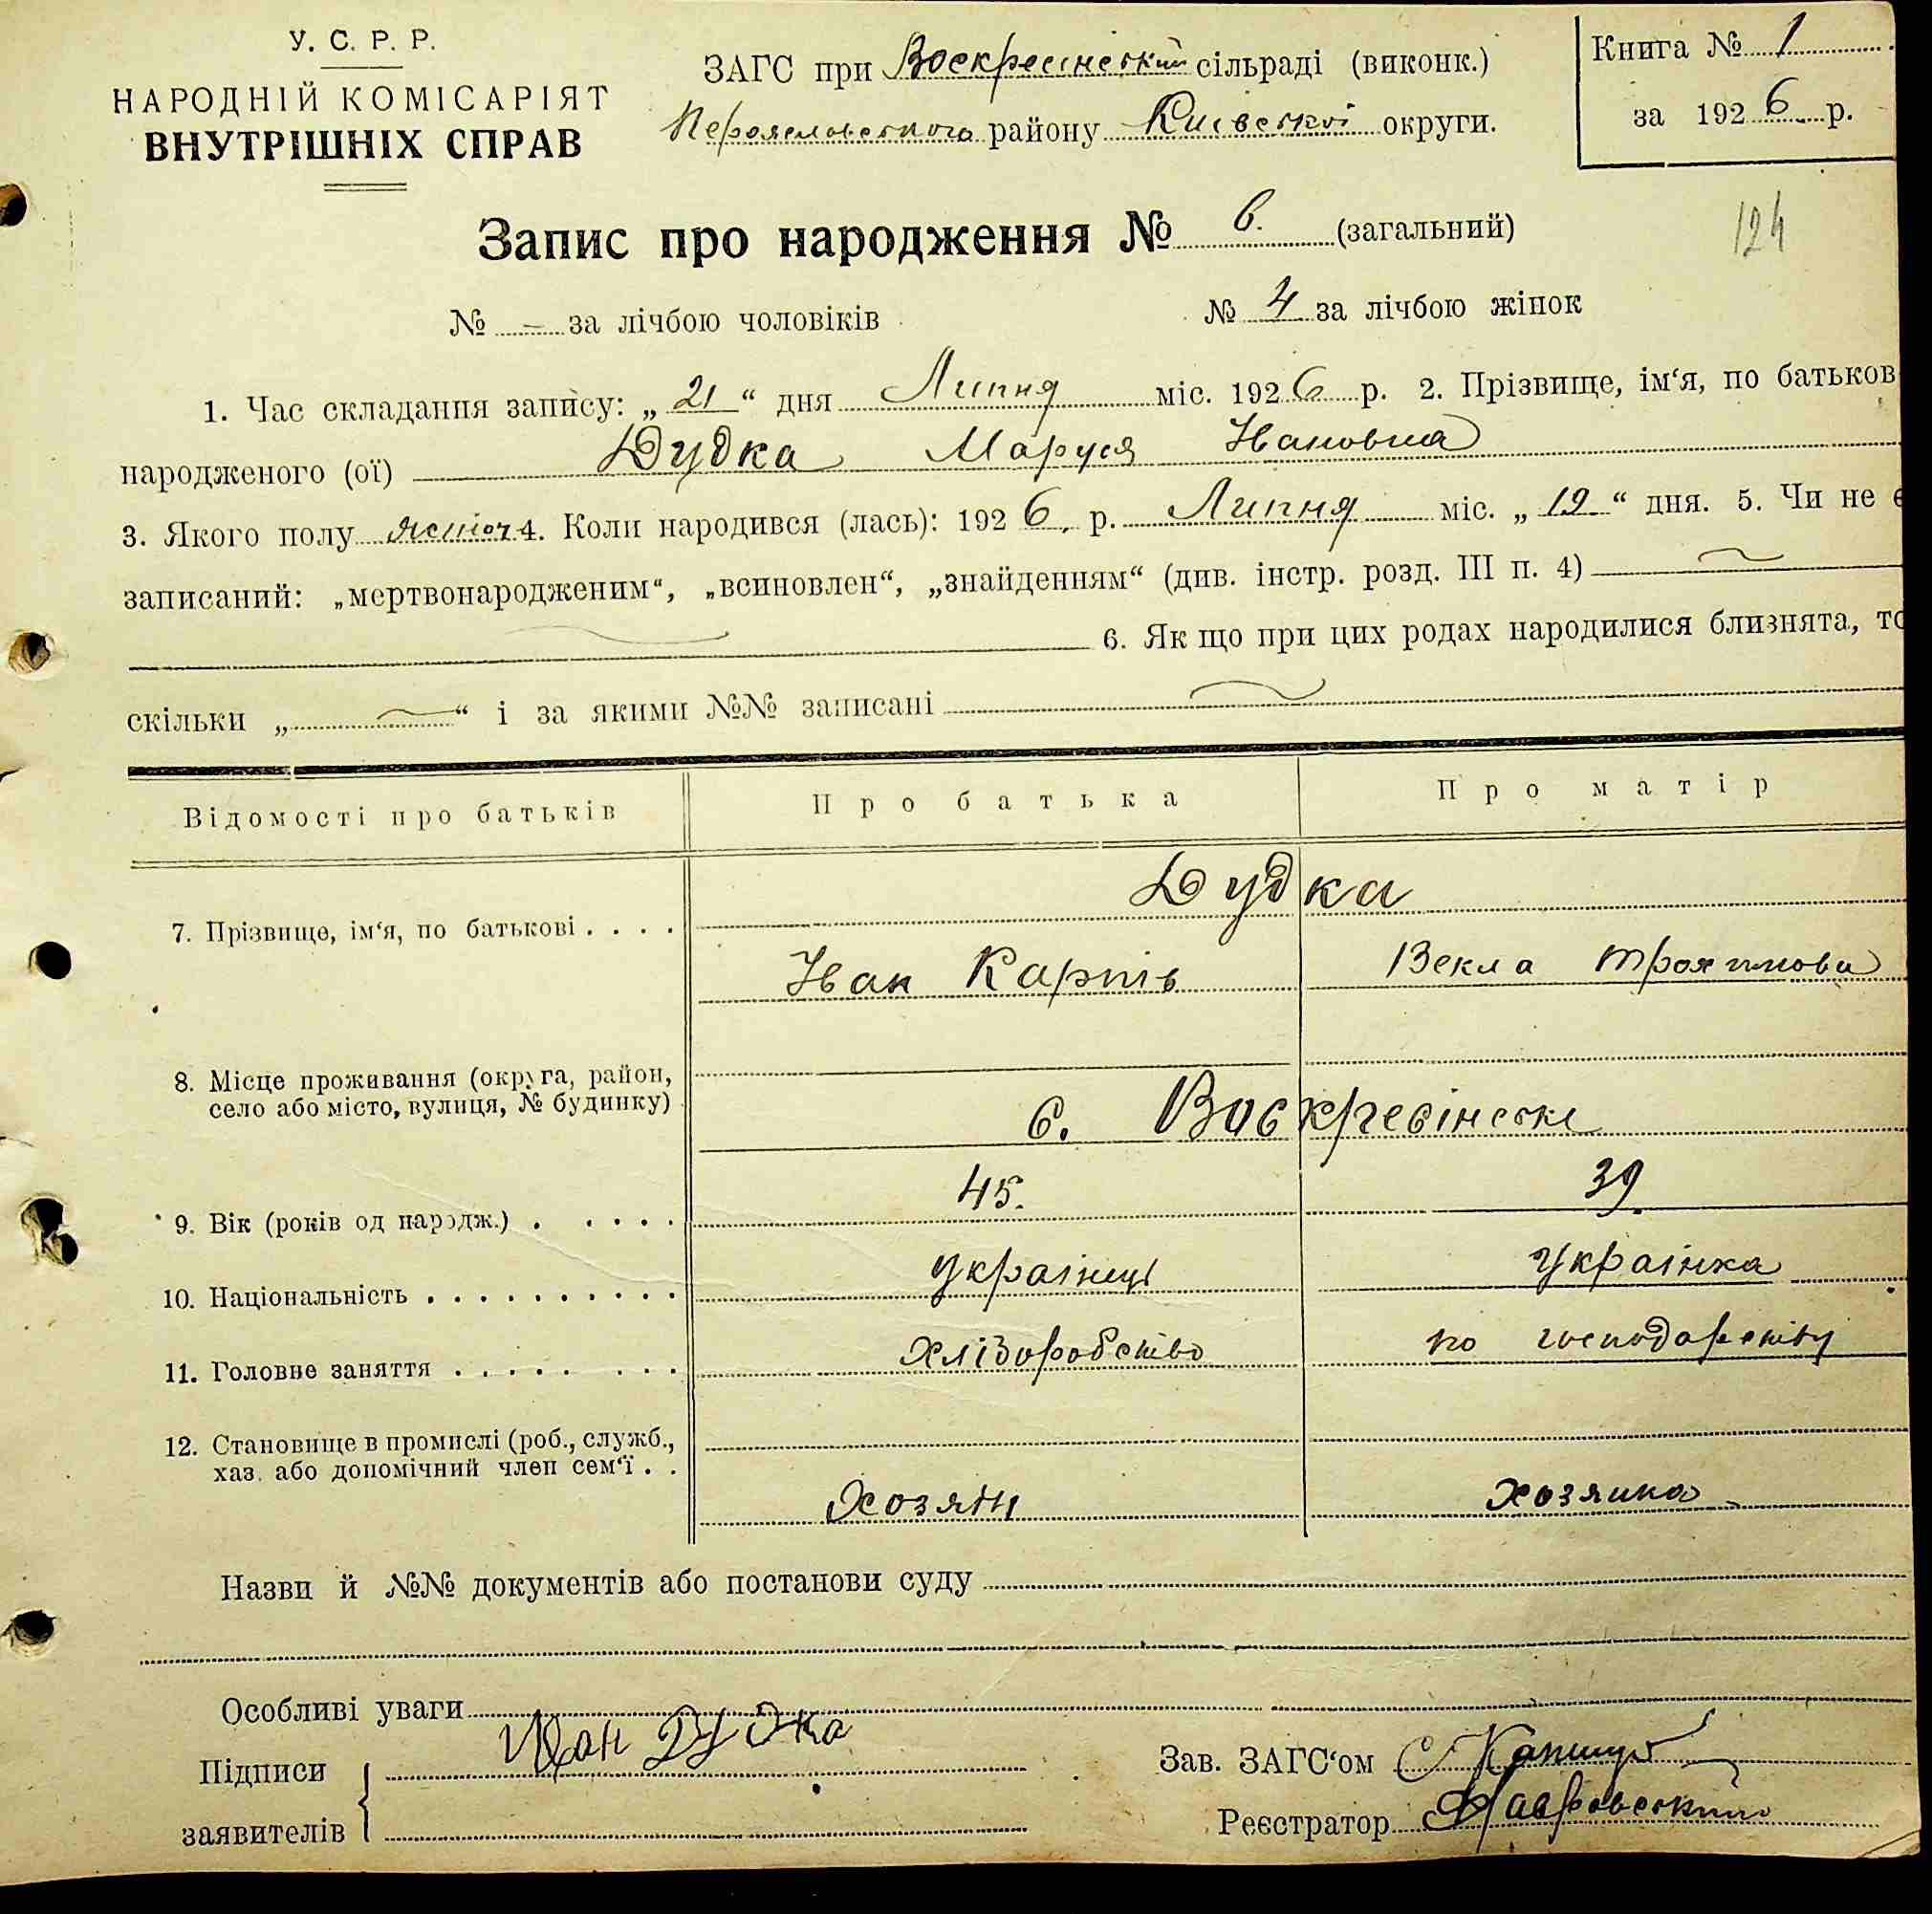 У. С. Р. Р.
НАРОДНІЙ КОМІСАРІЯТ
ВНУТРІШНІХ СПРАВ
ЗАГС при Воскресінській сільраді (виконк.)
Переяславського району Київської округи.
Книга № 1
за 1926 р.
124
Запис про народження № 6. (загальний)
№ - за лічбою чоловіків № 4 за лічбою жінок
1. Час складання запису: „21“ дня Липня міс. 1926 р. 2. Прізвище, ім‘я, по батьков
народженого (ої) Дудка Маруся Івановна
3. Якого полу жіноч 4. Коли народився (лась): 1926. р. Липня міс. „19“ дня. 5. Чи не є
записаний: „мертвонародженим“, „всиновлен“, „знайденням“ (див. інстр. розд. III п. 4)
6. Як що при цих родах народилися близнята, то
скільки „ “ і за якими №№ записані
Відомості про батьків Про батька Про матір
Дудка
7. Прізвище, ім‘я, по батькові . . . .
Іван Карпів Векла Трохимова
8. Місце проживання (округа, район,
село або місто, вулиця, № будинку)
с. Воскресінське
9. Вік (років од народж.) . . . . . 45. 39.
10. Національність . . . . . . . . . . українць українка
11. Головне заняття . . . . . . . . хліборобство по господарству
12. Становище в промислі (роб., служб.,
хаз. або допомічний член сем‘ї . .
хозяїн хозяйка
Назви й №№ документів або постанови суду
Особливі уваги
Підписи Иван Дудка
заявителів
Зав. ЗАГС‘ом
Реєстратор